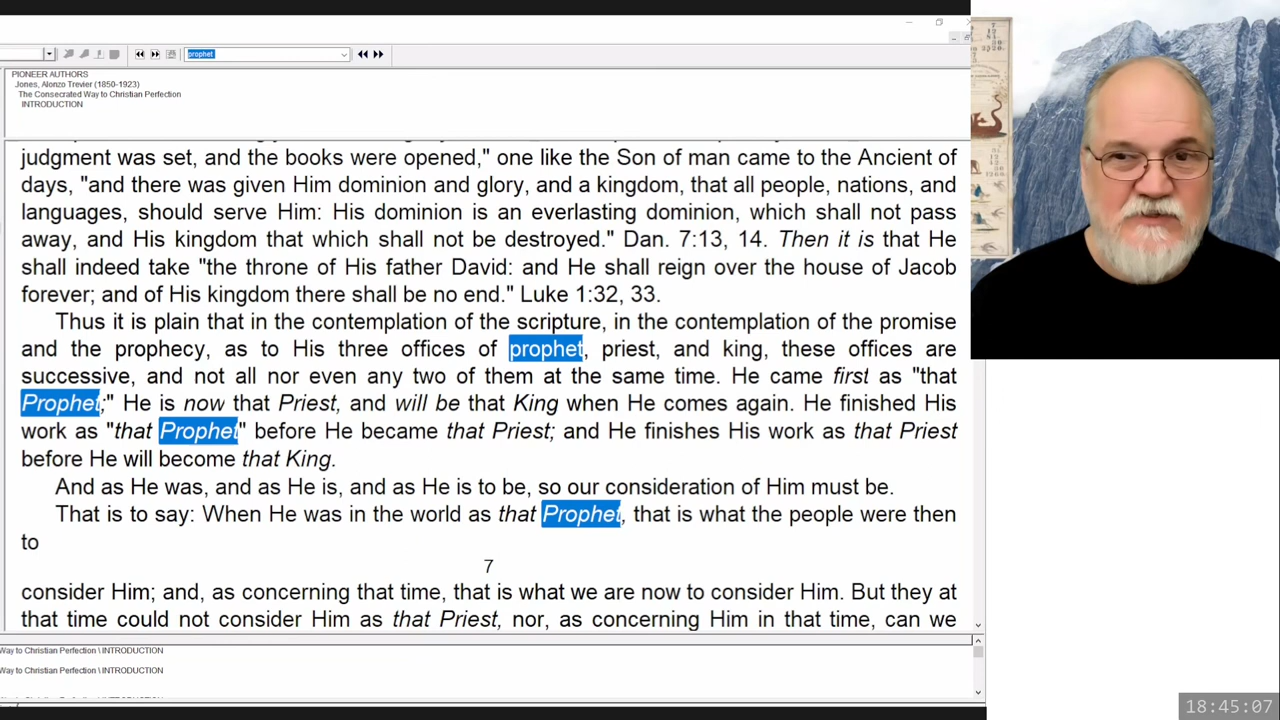 prophet
PIONEER AUTHORS
Jones, Alonzo Trevier (1850-1923)
The Consecrated Way to Christian Perfection
INTRODUCTION
judgment was set, and the books were opened," one like the Son of man came to the Ancient of
days, "and there was given Him dominion and glory, and a kingdom, that all people, nations, and
languages, should serve Him: His dominion is an everlasting dominion, which shall not pass
away, and His kingdom that which shall not be destroyed." Dan. 7:13, 14. Then it is that He
shall indeed take "the throne of His father David: and He shall reign over the house of Jacob
forever; and of His kingdom there shall be no end." Luke 1:32, 33.
Thus it is plain that in the contemplation of the scripture, in the contemplation of the promise
and the prophecy, as to His three offices of prophet, priest, and king, these offices are
successive, and not all nor even any two of them at the same time. He came first as "that
Prophet;" He is now that Priest, and will be that King when He comes again. He finished His
work as "that Prophet" before He became that Priest; and He finishes His work as that Priest
before He will become that King.
And as He was, and as He is, and as He is to be, so our consideration of Him must be.
That is to say: When He was in the world as that Prophet, that is what the people were then
to
7
consider Him; and, as concerning that time, that is what we are now to consider Him. But they at
that time could not consider Him as that Priest, nor, as concerning Him in that time, can we
Way to Christian Perfection \ INTRODUCTION
Way to Christian Perfection \ INTRODUCTION
18:45:07